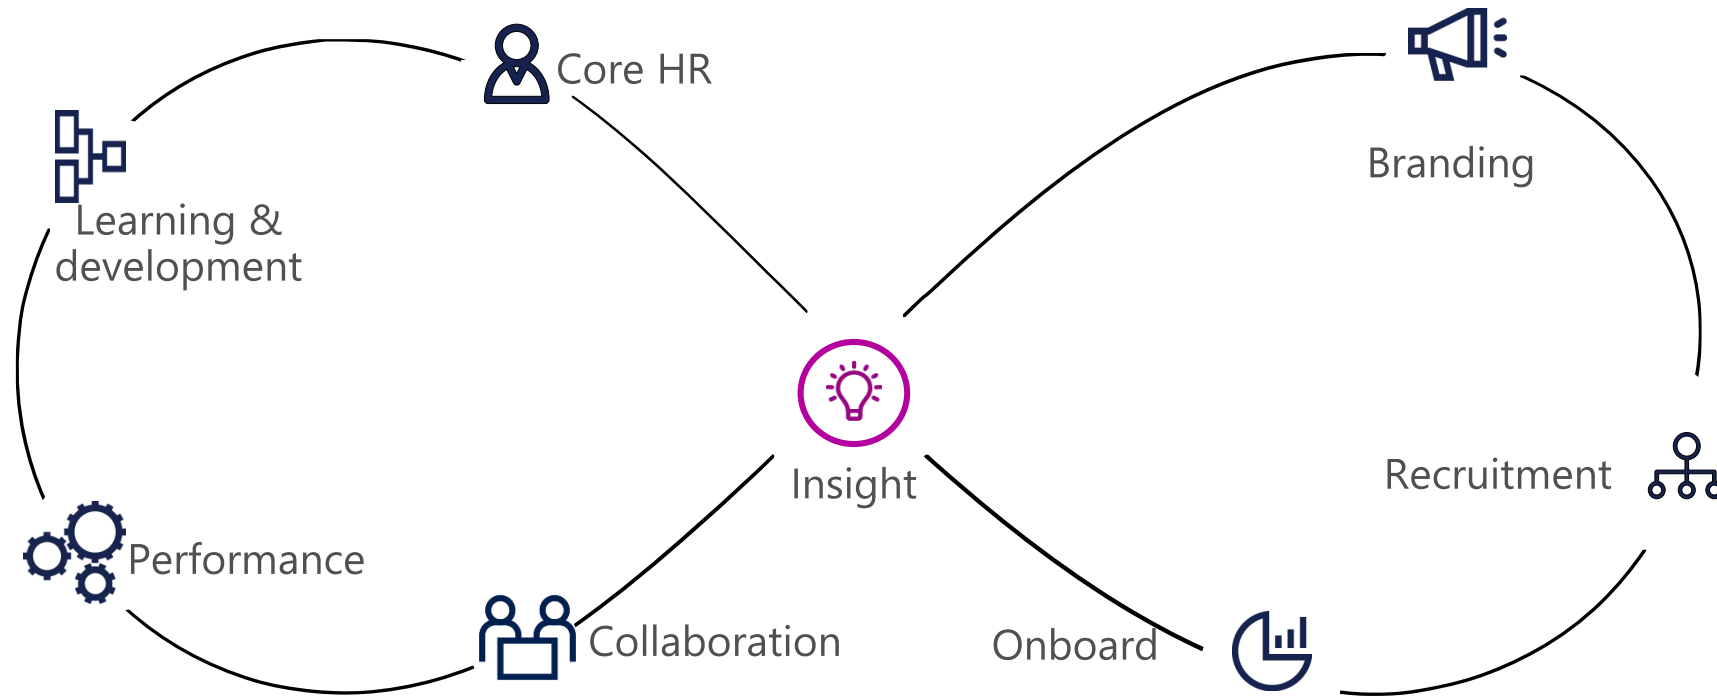 Core HR
Branding
Learning &
development
Recruitment
Insight
Performance
Collaboration
Onboard